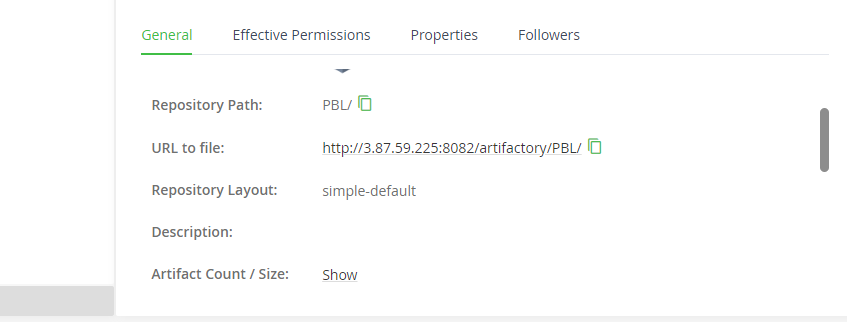 General Effective Permissions Properties Followers
Repository Path: PBL/
URL to file: http://3.87.59.225:8082/artifactory/PBL/
Repository Layout: simple-default
Description:
Artifact Count / Size: Show